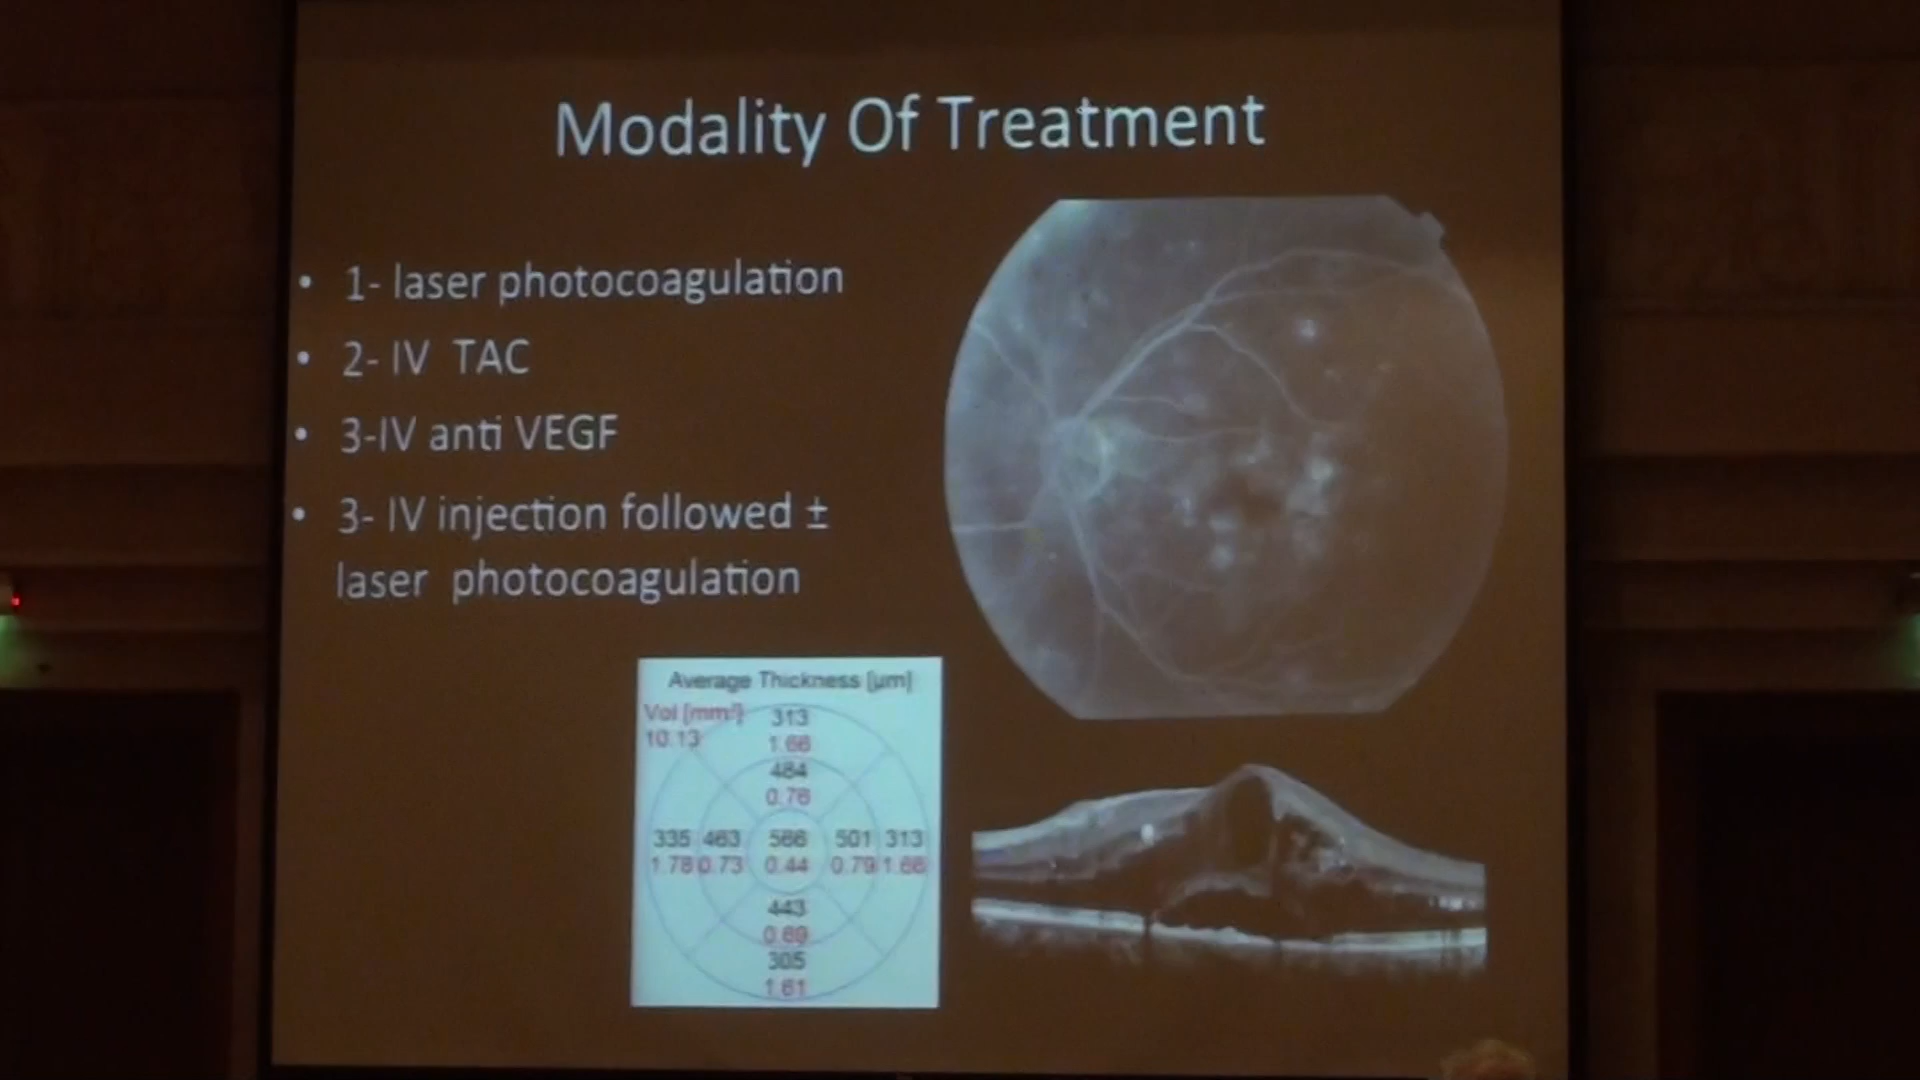 Modality Of Treatment
• 1- laser photocoagulation
• 2- IV TAC
• 3-IV anti VEGF
• 3- IV injection followed ±
laser photocoagulation
Average Thickness [µm]
Vol [mm³]
10.13
313
1.66
484
0.76
335 463 566 501 313
1.78 0.73 0.44 0.79 1.66
443
0.69
305
1.61